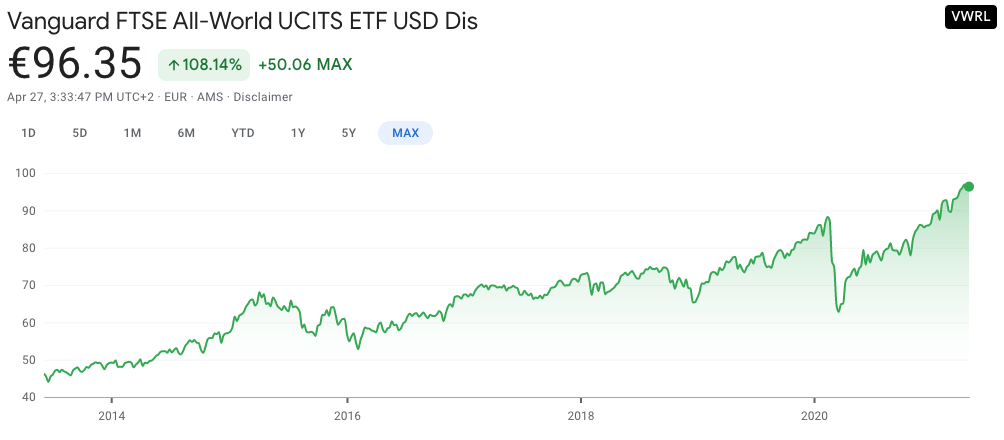 Vanguard FTSE All-World UCITS ETF USD Dis
VWRL
€96.35 ↑108.14% +50.06 MAX
Apr 27, 3:33:47 PM UTC+2 · EUR · AMS · Disclaimer
1D 5D 1M 6M YTD 1Y 5Y MAX
100
90
80
70
60
50
40
2014 2016 2018 2020